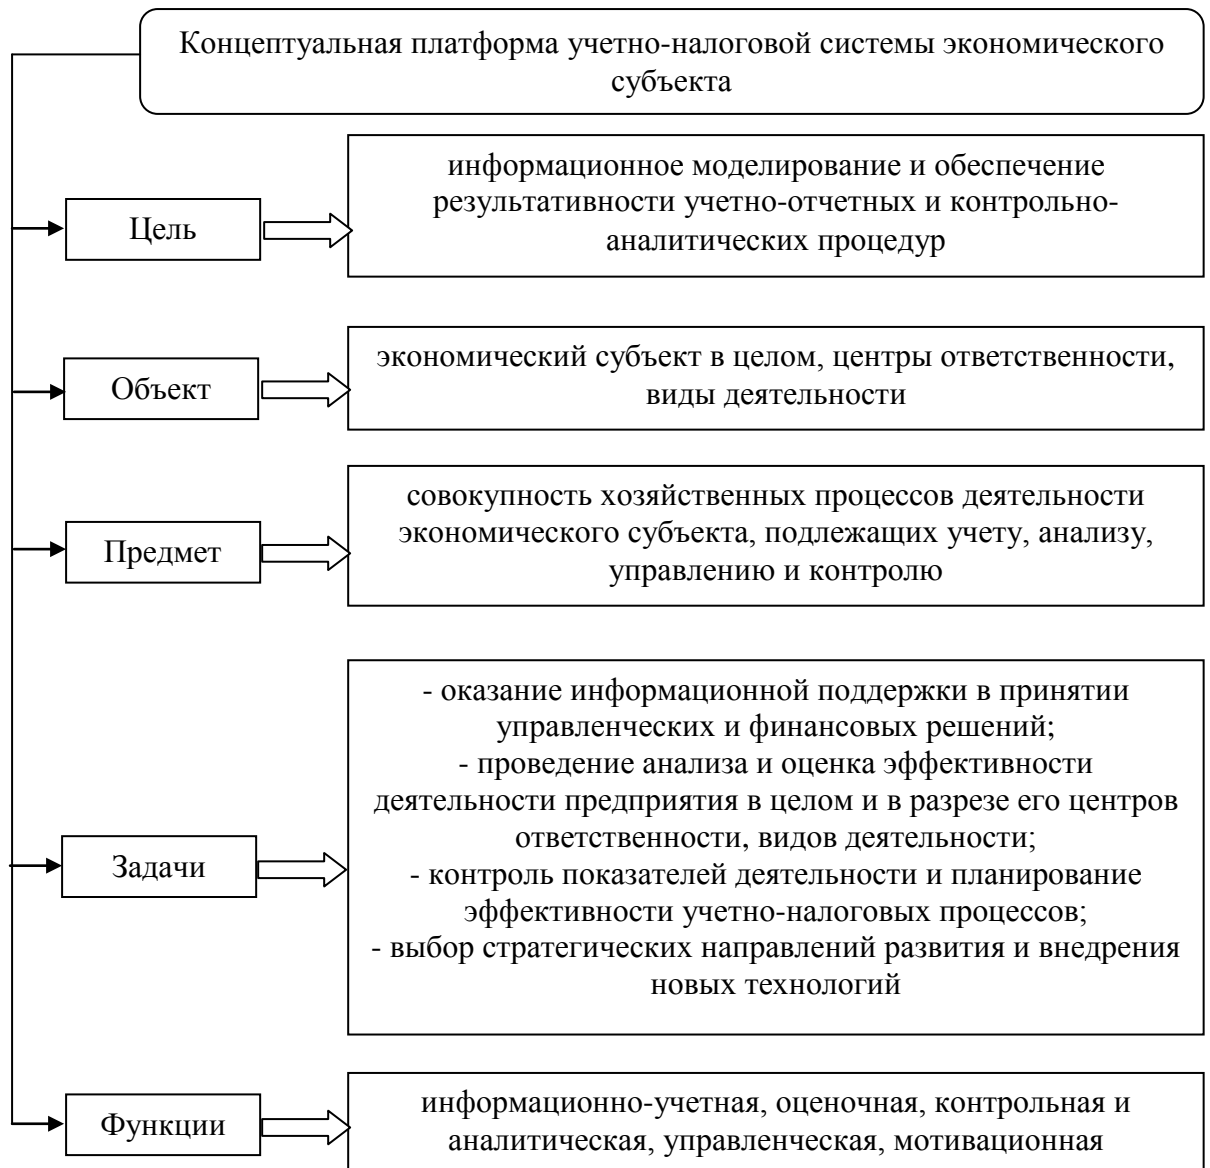 Концептуальная платформа учетно-налоговой системы экономического
субъекта
Цель
информационное моделирование и обеспечение
результативности учетно-отчетных и контрольно-
аналитических процедур
Объект
экономический субъект в целом, центры ответственности,
виды деятельности
Предмет
совокупность хозяйственных процессов деятельности
экономического субъекта, подлежащих учету, анализу,
управлению и контролю
Задачи
- оказание информационной поддержки в принятии
управленческих и финансовых решений;
- проведение анализа и оценка эффективности
деятельности предприятия в целом и в разрезе его центров
ответственности, видов деятельности;
- контроль показателей деятельности и планирование
эффективности учетно-налоговых процессов;
- выбор стратегических направлений развития и внедрения
новых технологий
Функции
информационно-учетная, оценочная, контрольная и
аналитическая, управленческая, мотивационная